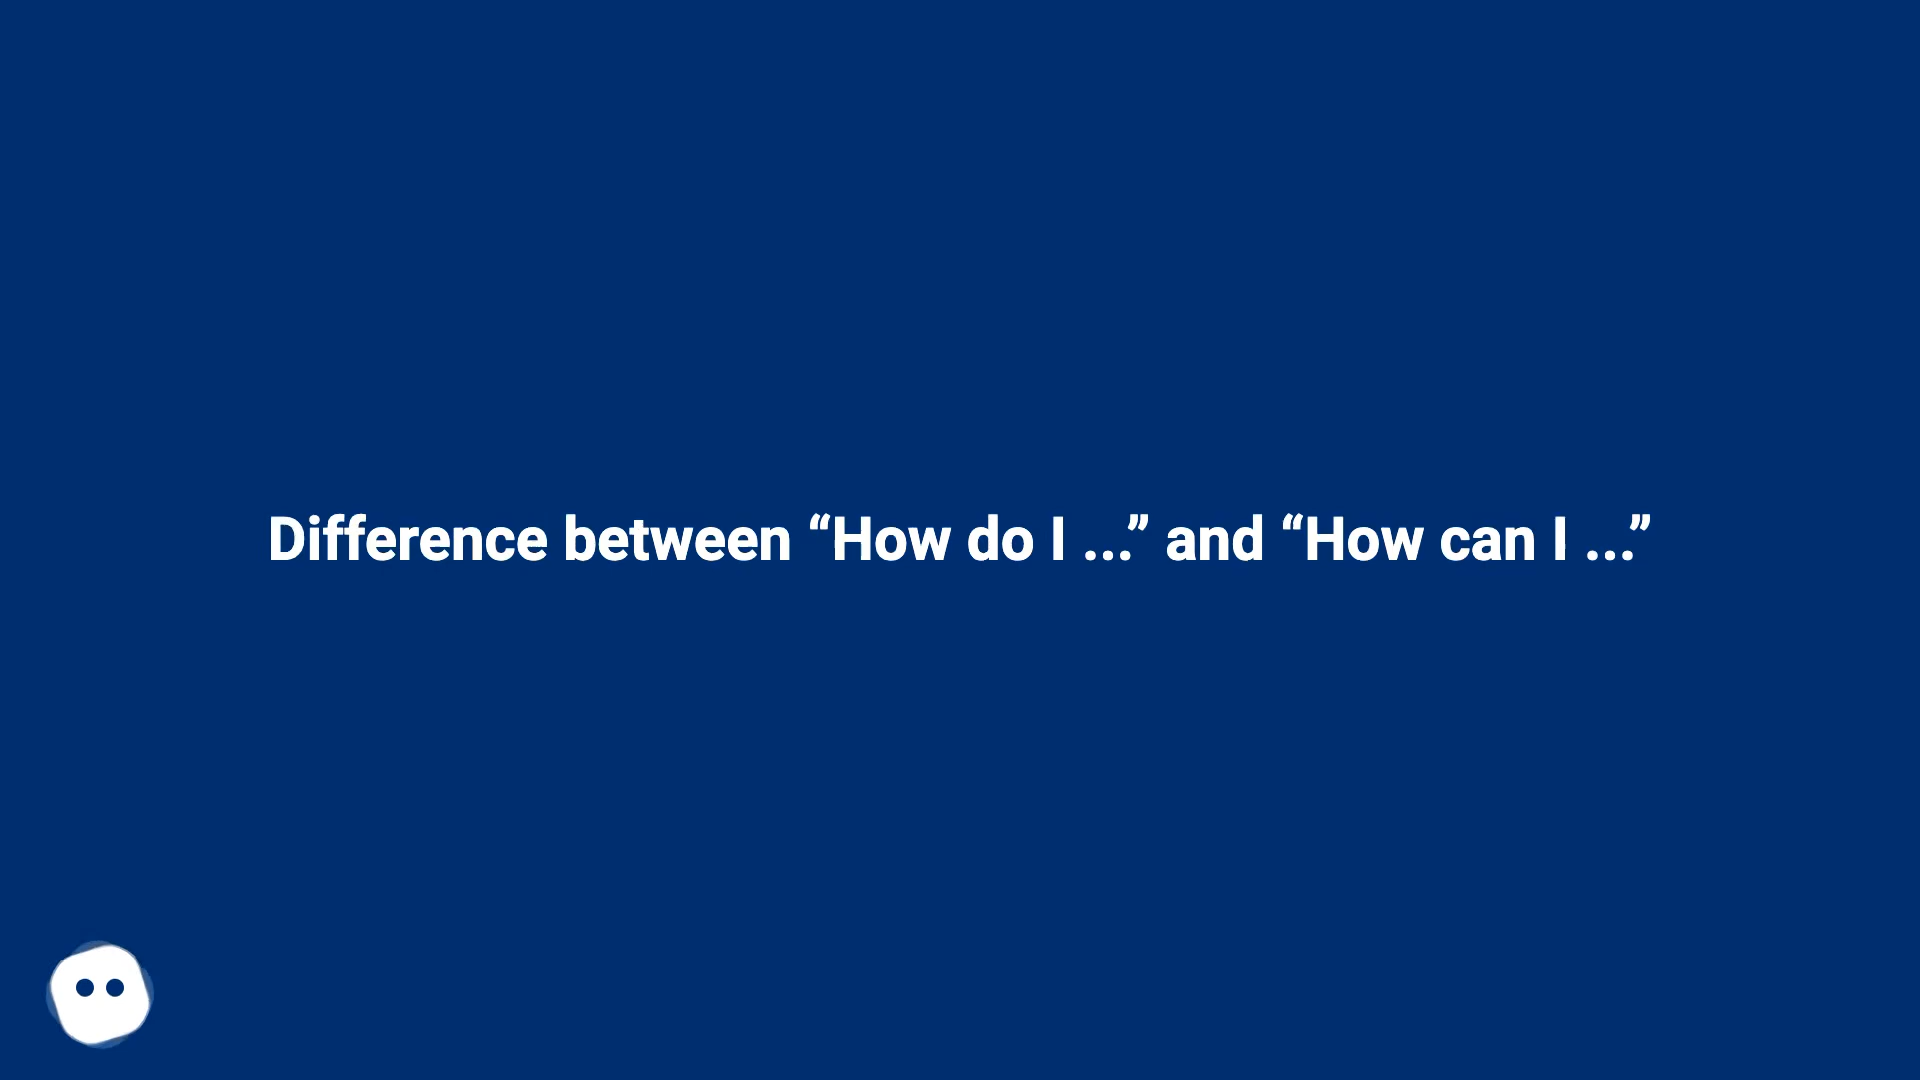 Difference between “How do I ...” and “How can I ...”